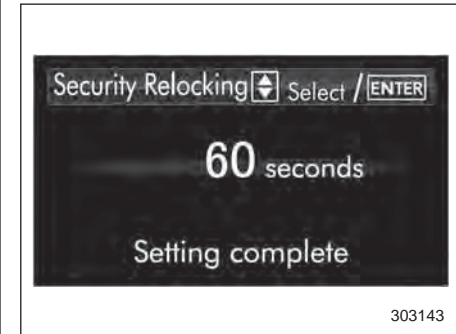 Security Relocking Select / ENTER
60 seconds
Setting complete
303143